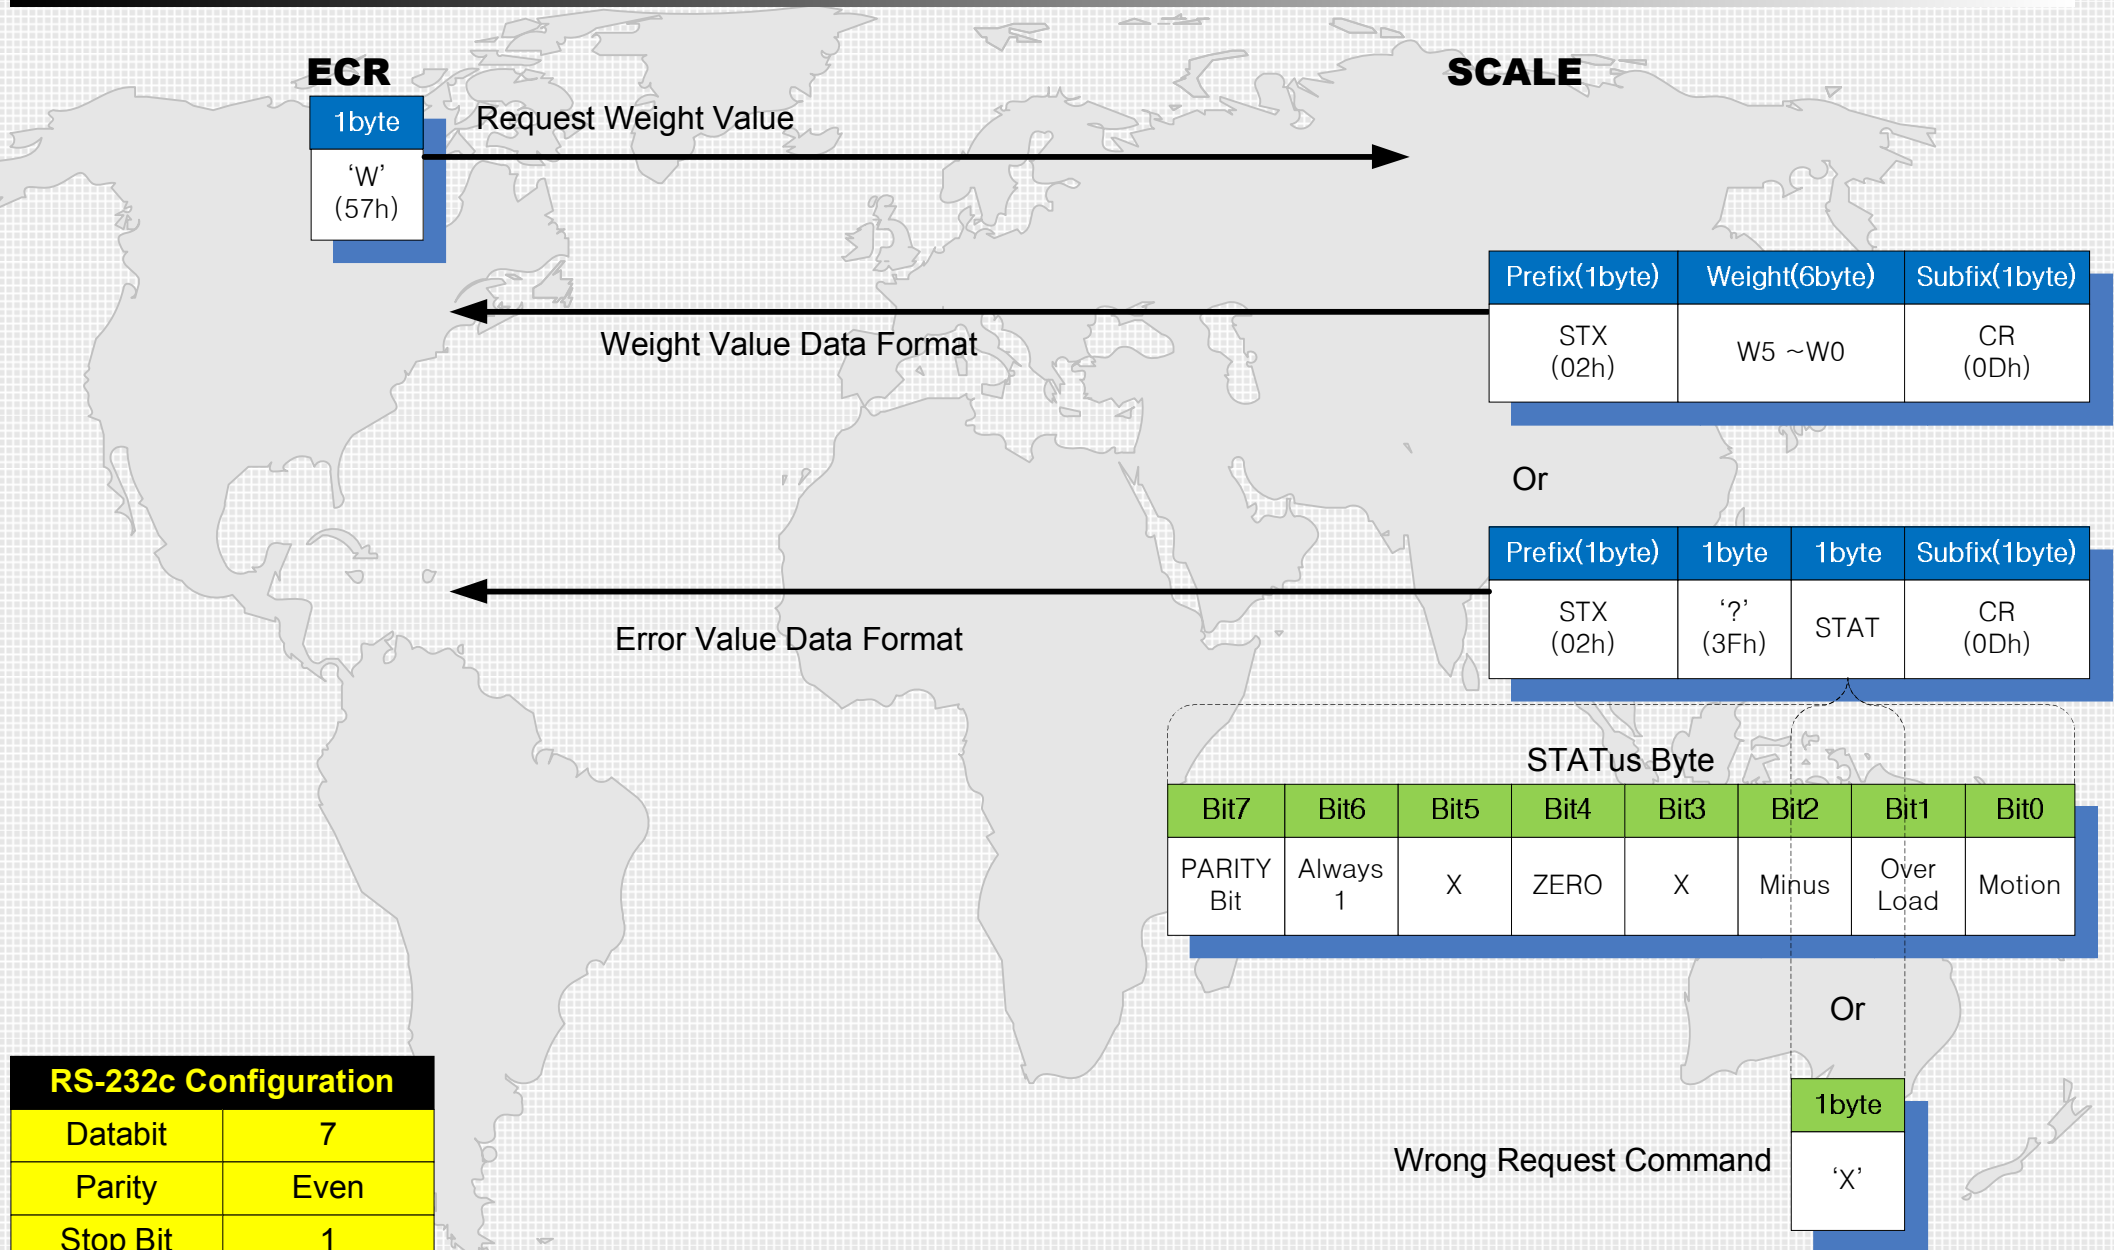 ECR
SCALE
1byte
‘W’
(57h)
Request Weight Value
Prefix(1byte) Weight(6byte) Subfix(1byte)
STX
(02h)
W5 ~W0
CR
(0Dh)
Weight Value Data Format
Or
Prefix(1byte) 1byte 1byte Subfix(1byte)
STX
(02h)
‘?’
(3Fh)
STAT
CR
(0Dh)
Error Value Data Format
STATus Byte
Bit7 Bit6 Bit5 Bit4 Bit3 Bit2 Bit1 Bit0
PARITY
Bit
Always
1
X
ZERO
X
Minus
Over
Load
Motion
Or
1byte
‘X’
Wrong Request Command
RS-232c Configuration
Databit 7
Parity Even
Stop Bit 1